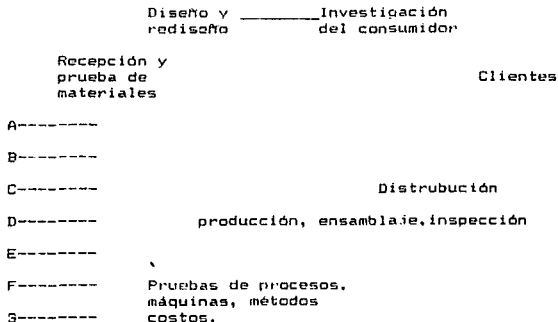 Diseño y ________Investigación
rediseño del consumidor
Recepción y
prueba de Clientes
materiales
A--------
B--------
C-------- Distrubución
D-------- producción, ensamblaje,inspección
E--------
F-------- Pruebas de procesos,
máquinas, métodos
G-------- costos.